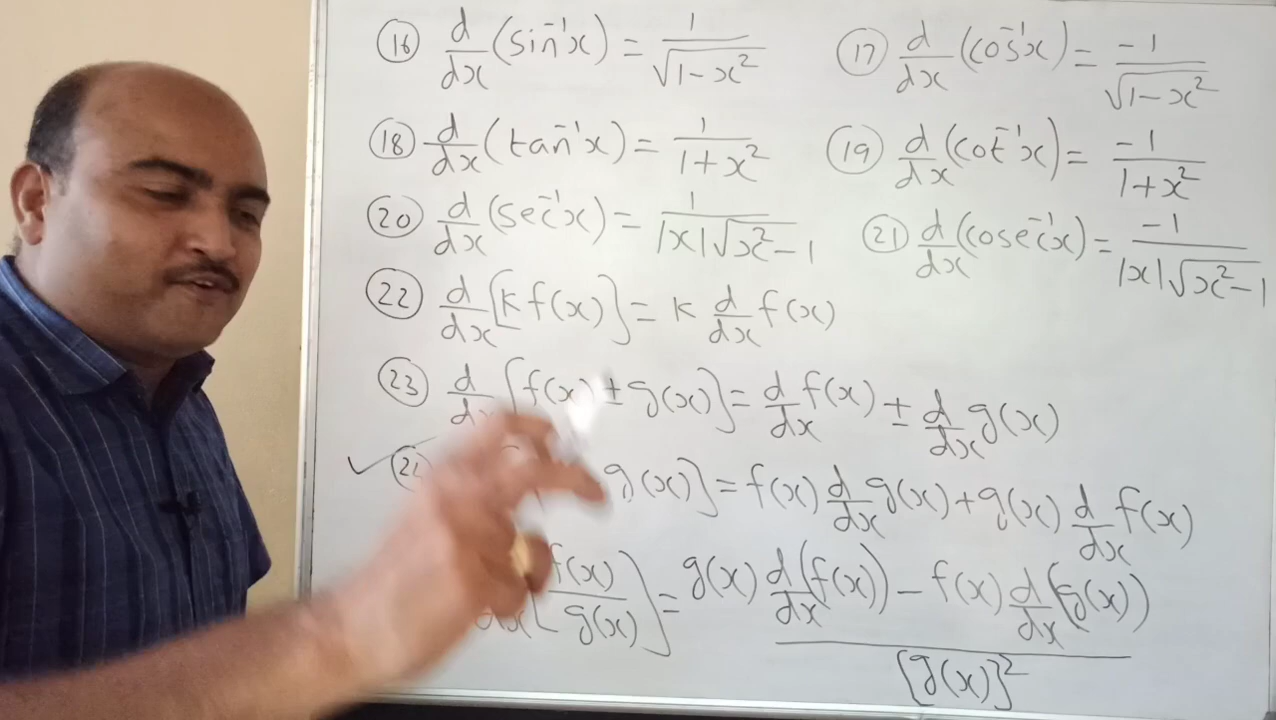 ⑯ d/dx (sin⁻¹x) = 1/√(1-x²) ⑰ d/dx (cos⁻¹x) = -1/√(1-x²)
⑱ d/dx (tan⁻¹x) = 1/(1+x²) ⑲ d/dx (cot⁻¹x) = -1/(1+x²)
⑳ d/dx (sec⁻¹x) = 1/(|x|√(x²-1)) ㉑ d/dx (cosec⁻¹x) = -1/(|x|√(x²-1))
㉒ d/dx [k f(x)] = k d/dx f(x)
㉓ d/dx [f(x) ± g(x)] = d/dx f(x) ± d/dx g(x)
✓ g(x)] = f(x) d/dx g(x) + g(x) d/dx f(x)
dx [f(x)/g(x)] = (g(x) d/dx (f(x)) - f(x) d/dx (g(x)))/[g(x)]²